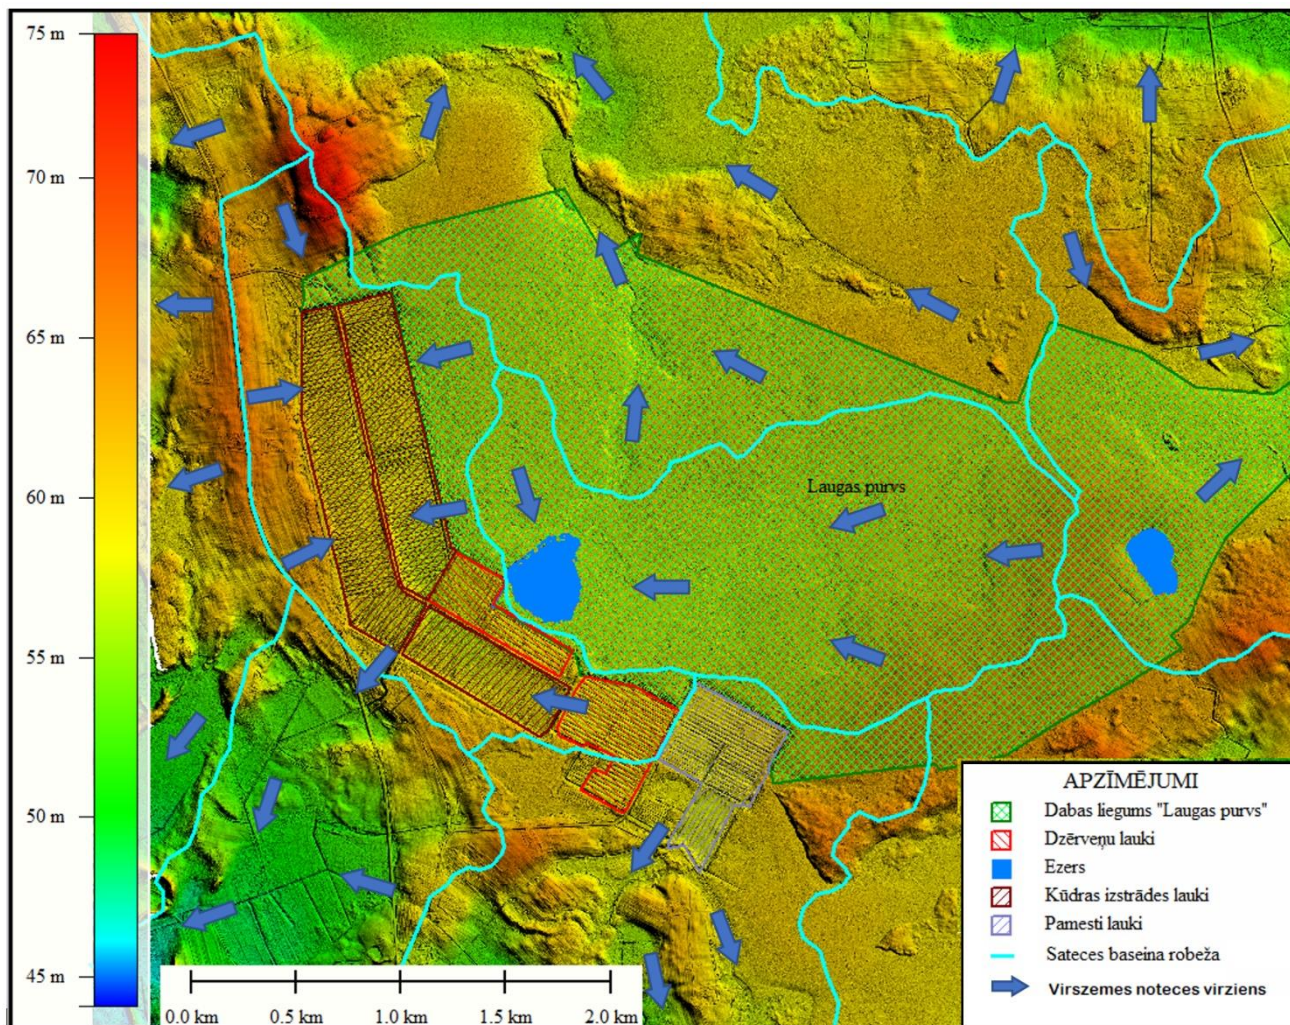 75 m
70 m
65 m
60 m
55 m
50 m
45 m
Laugas purvs
0.0 km 0.5 km 1.0 km 1.5 km 2.0 km
APZĪMĒJUMI
Dabas liegums "Laugas purvs"
Dzērveņu lauki
Ezers
Kūdras izstrādes lauki
Pamesti lauki
Sateces baseina robeža
Virszemes noteces virziens